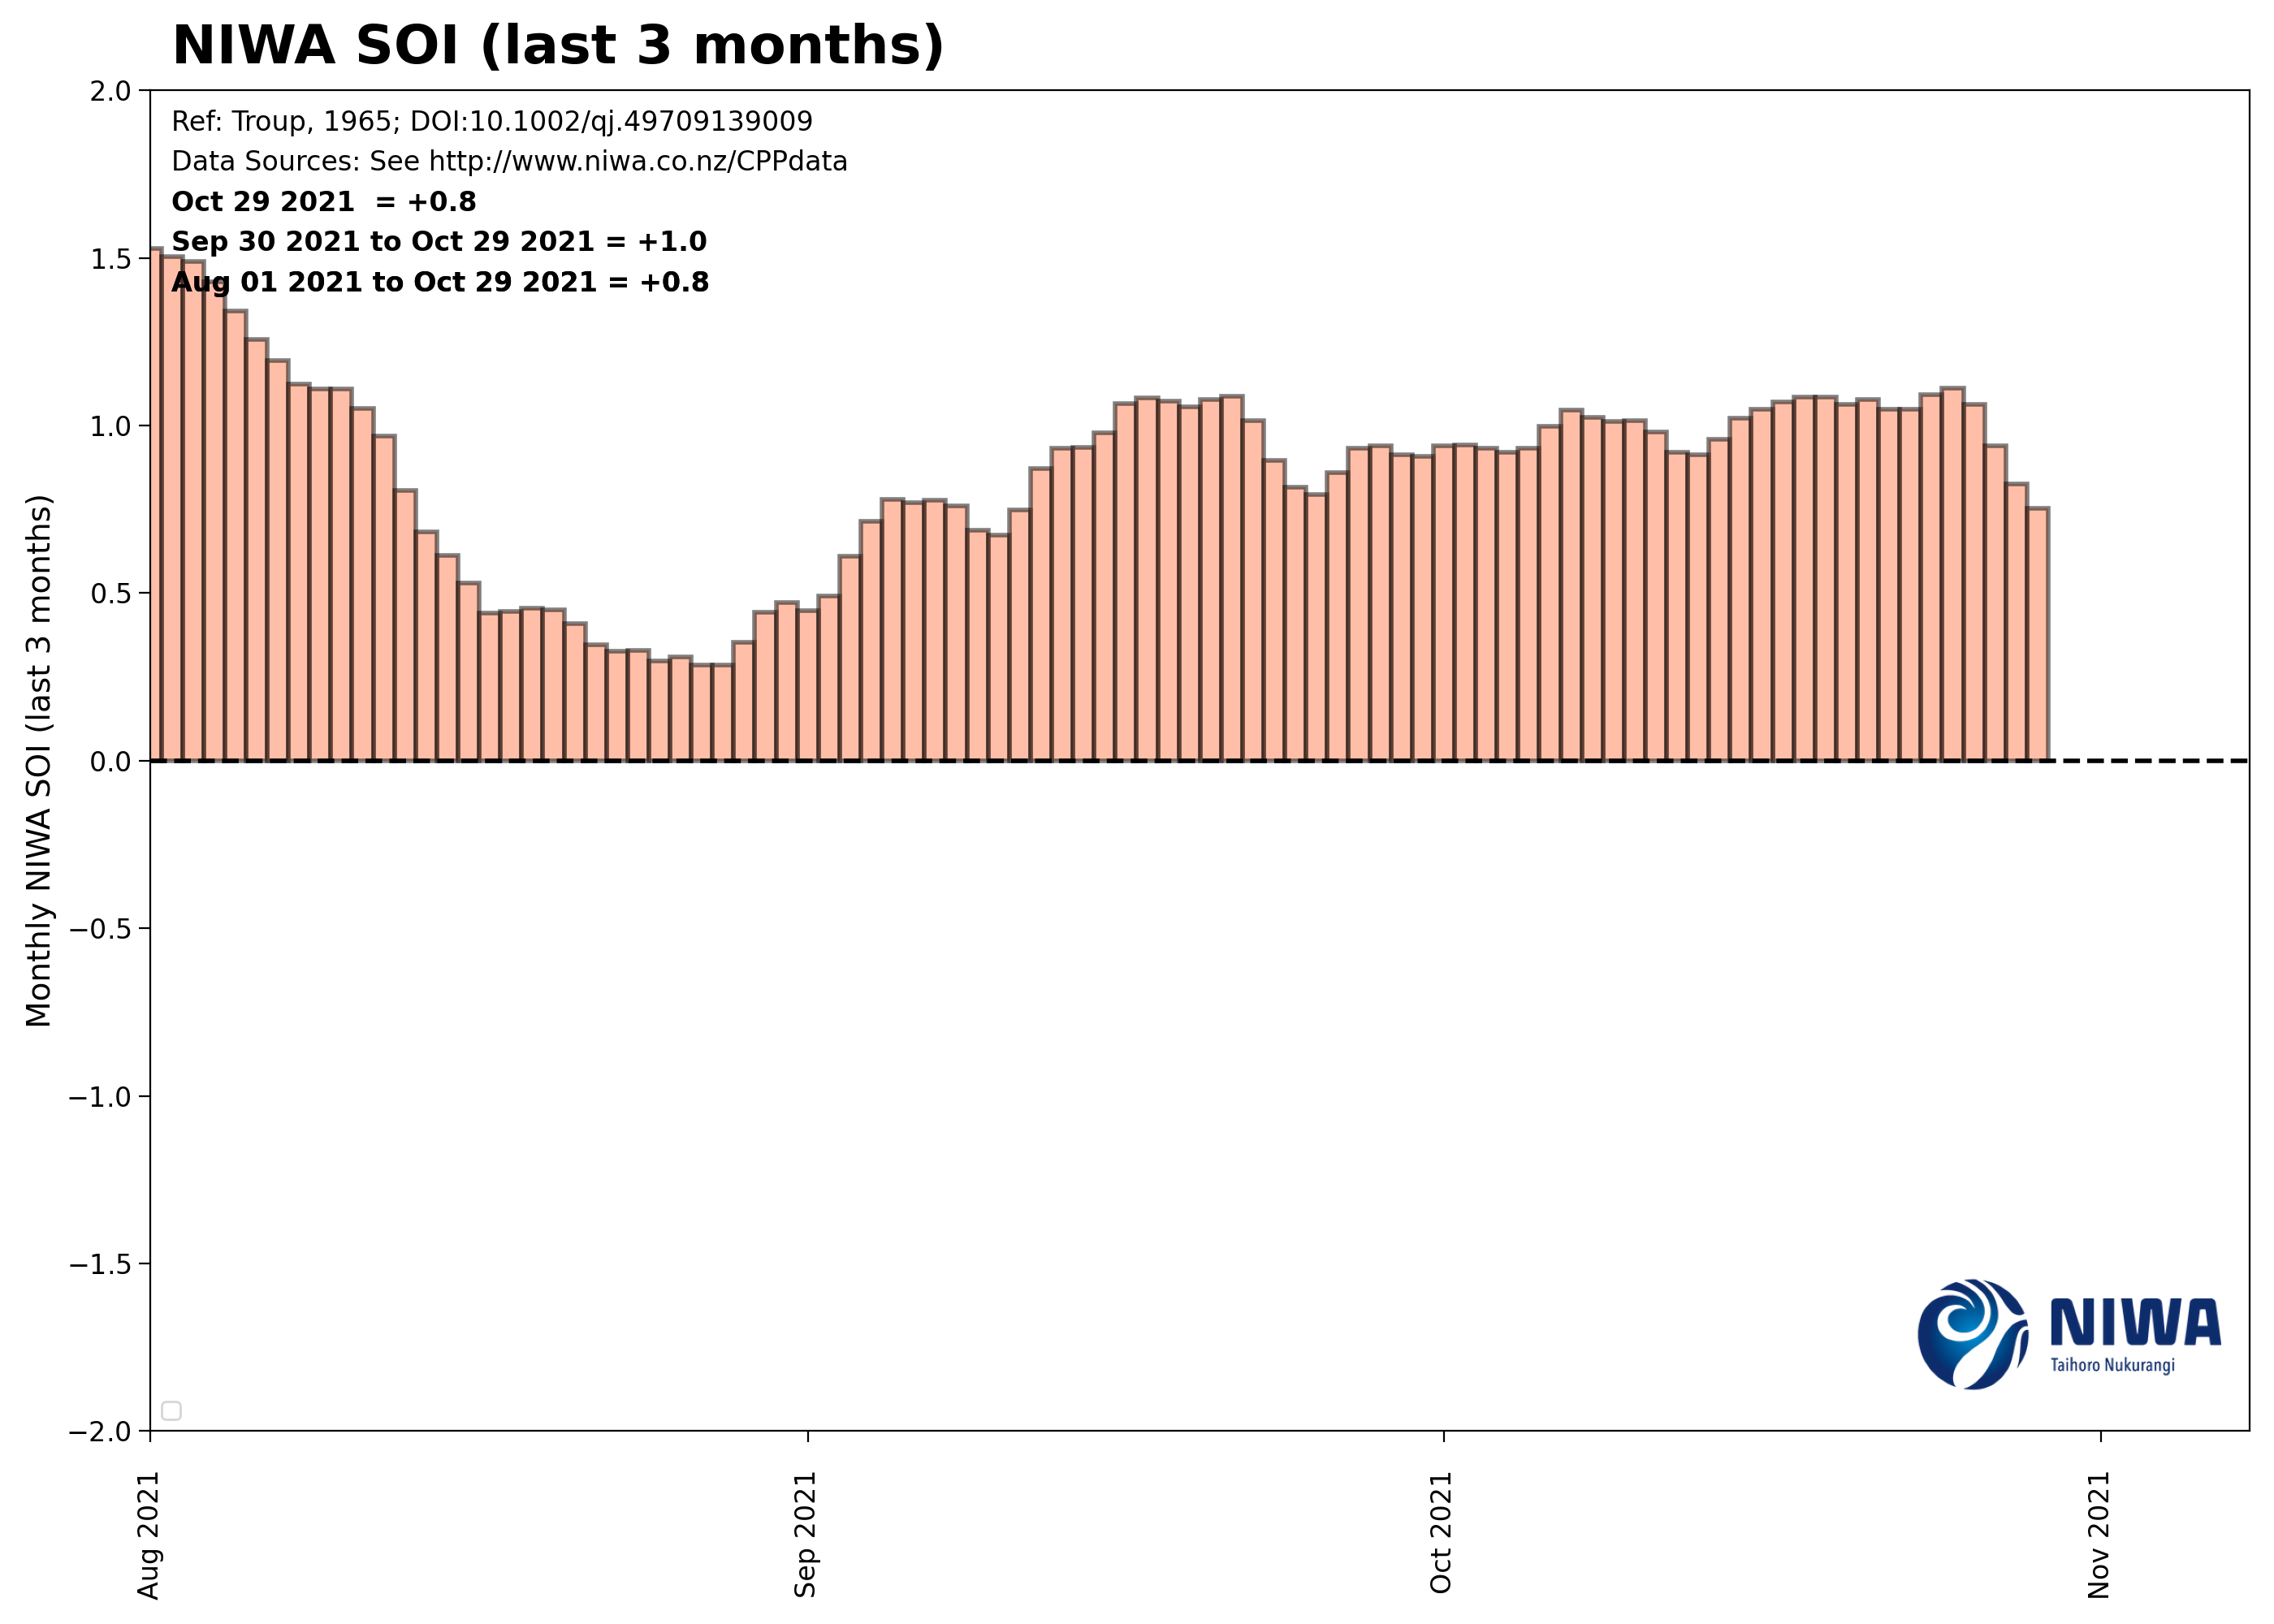 NIWA SOI (last 3 months)
Ref: Troup, 1965; DOI:10.1002/qj.49709139009
Data Sources: See http://www.niwa.co.nz/CPPdata
Oct 29 2021  = +0.8
Sep 30 2021 to Oct 29 2021 = +1.0
Aug 01 2021 to Oct 29 2021 = +0.8
Monthly NIWA SOI (last 3 months)
2.0
1.5
1.0
0.5
0.0
−0.5
−1.0
−1.5
−2.0
NIWA
Taihoro Nukurangi
Aug 2021
Sep 2021
Oct 2021
Nov 2021